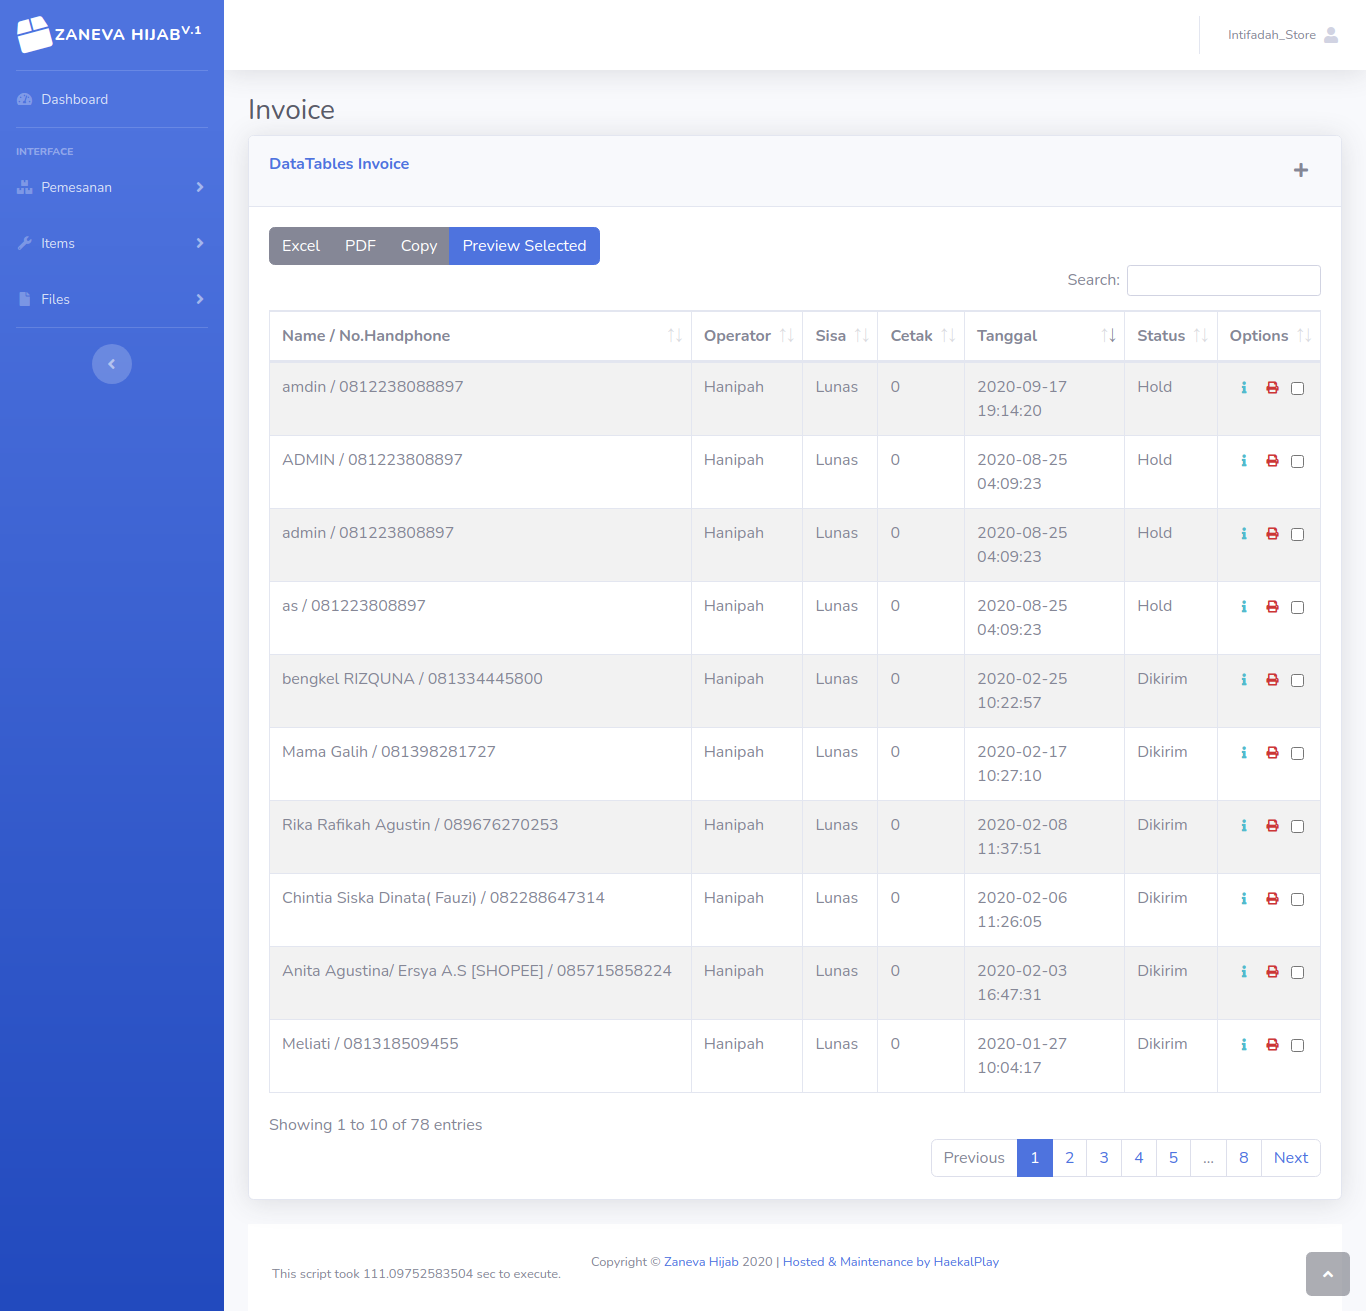 ZANEVA HIJAB V.1
Intifadah_Store
Dashboard
INTERFACE
Pemesanan
Items
Files
Invoice
DataTables Invoice
Excel PDF Copy Preview Selected
Search:
Name / No.Handphone Operator Sisa Cetak Tanggal Status Options
amdin / 0812238088897 Hanipah Lunas 0 2020-09-17 Hold
19:14:20
ADMIN / 081223808897 Hanipah Lunas 0 2020-08-25 Hold
04:09:23
admin / 081223808897 Hanipah Lunas 0 2020-08-25 Hold
04:09:23
as / 081223808897 Hanipah Lunas 0 2020-08-25 Hold
04:09:23
bengkel RIZQUNA / 081334445800 Hanipah Lunas 0 2020-02-25 Dikirim
10:22:57
Mama Galih / 081398281727 Hanipah Lunas 0 2020-02-17 Dikirim
10:27:10
Rika Rafikah Agustin / 089676270253 Hanipah Lunas 0 2020-02-08 Dikirim
11:37:51
Chintia Siska Dinata( Fauzi) / 082288647314 Hanipah Lunas 0 2020-02-06 Dikirim
11:26:05
Anita Agustina/ Ersya A.S [SHOPEE] / 085715858224 Hanipah Lunas 0 2020-02-03 Dikirim
16:47:31
Meliati / 081318509455 Hanipah Lunas 0 2020-01-27 Dikirim
10:04:17
Showing 1 to 10 of 78 entries
Previous 1 2 3 4 5 … 8 Next
Copyright © Zaneva Hijab 2020 | Hosted & Maintenance by HaekalPlay
This script took 111.09752583504 sec to execute.